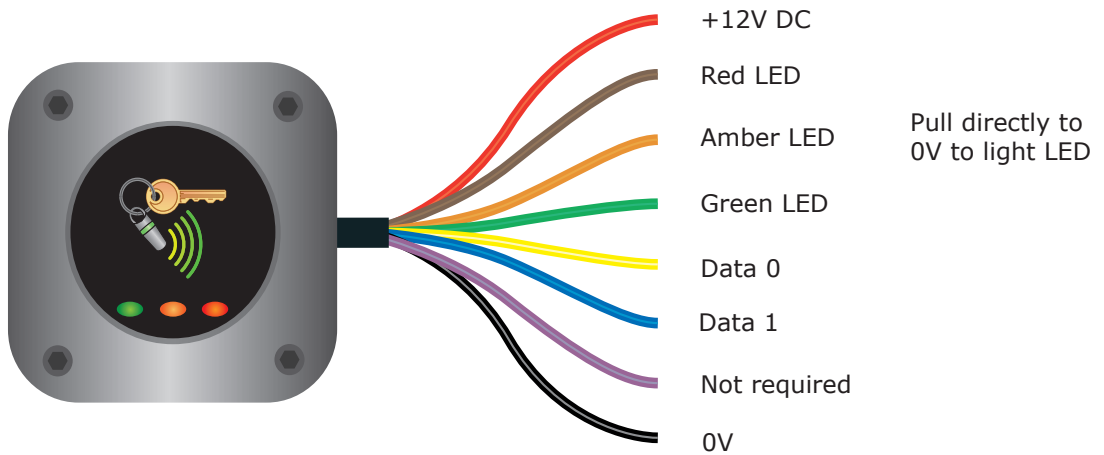 +12V DC
Red LED
Amber LED
Pull directly to
0V to light LED
Green LED
Data 0
Data 1
Not required
0V